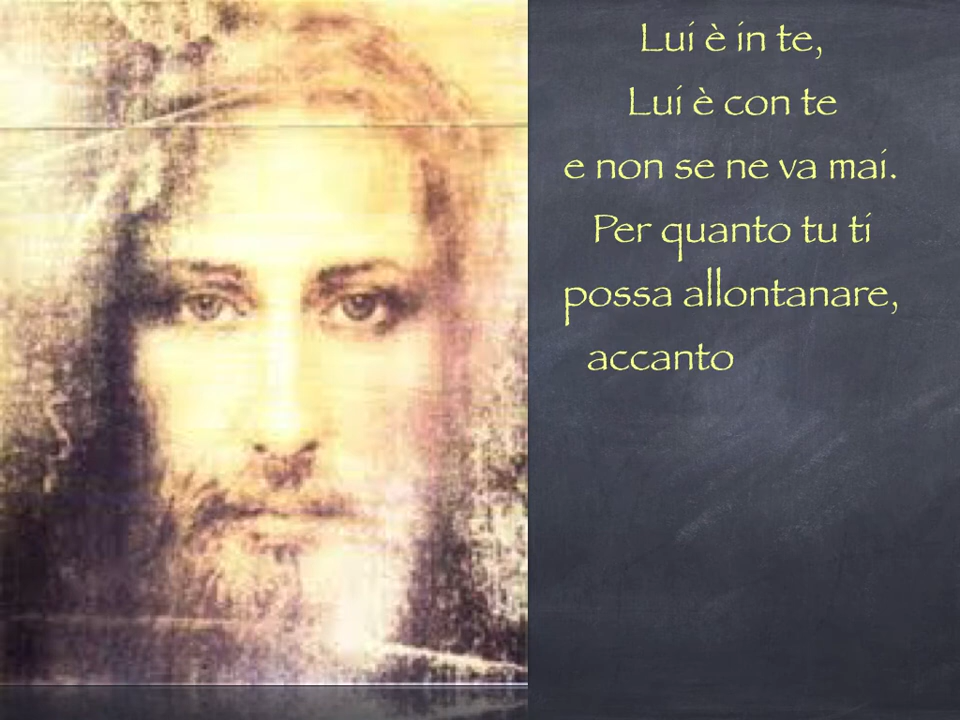 Lui è in te,
Lui è con te
e non se ne va mai.
Per quanto tu ti
possa allontanare,
accanto